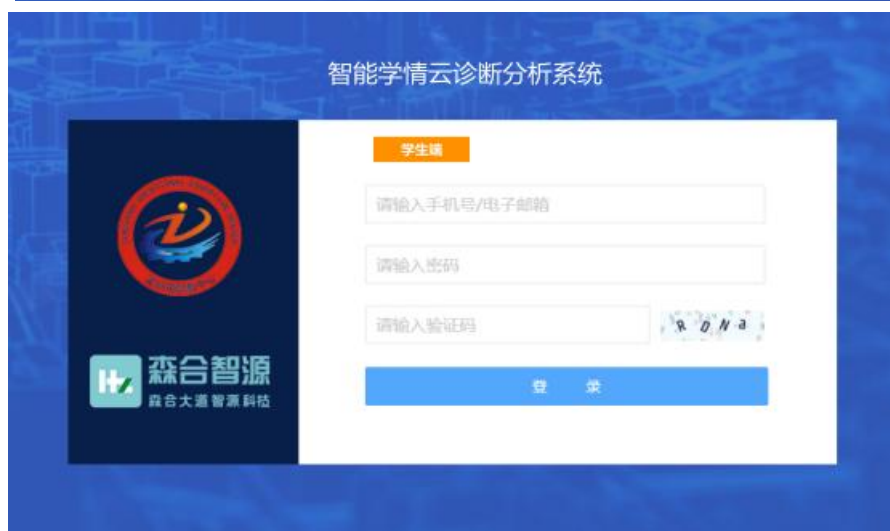 智能学情云诊断分析系统
学生端
请输入手机号/电子邮箱
请输入密码
请输入验证码
RDNa
登 录
森合智源
森合大道智源科技